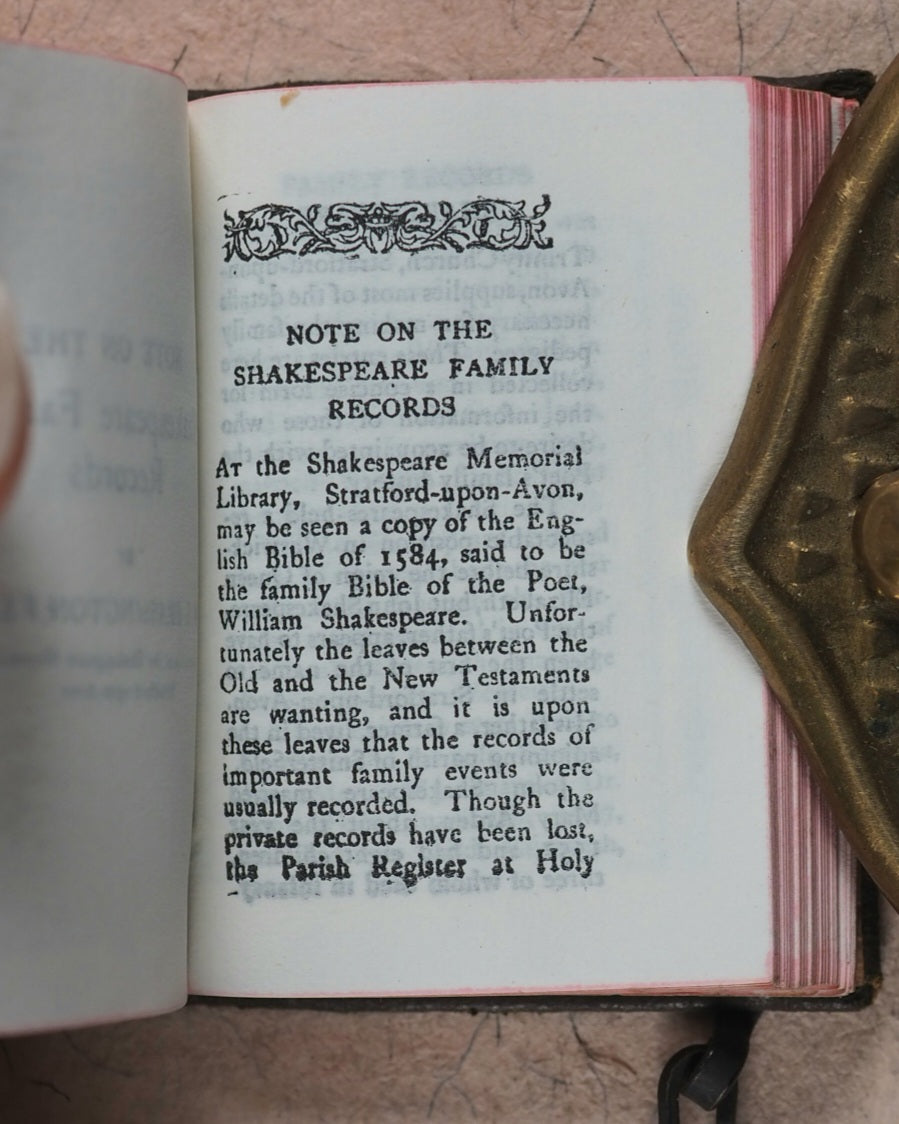 NOTE ON THE
SHAKESPEARE FAMILY
RECORDS
At the Shakespeare Memorial
Library, Stratford-upon-Avon,
may be seen a copy of the Eng-
lish Bible of 1584, said to be
the family Bible of the Poet,
William Shakespeare. Unfor-
tunately the leaves between the
Old and the New Testaments
are wanting, and it is upon
these leaves that the records of
important family events were
usually recorded. Though the
private records have been lost,
the Parish Register at Holy